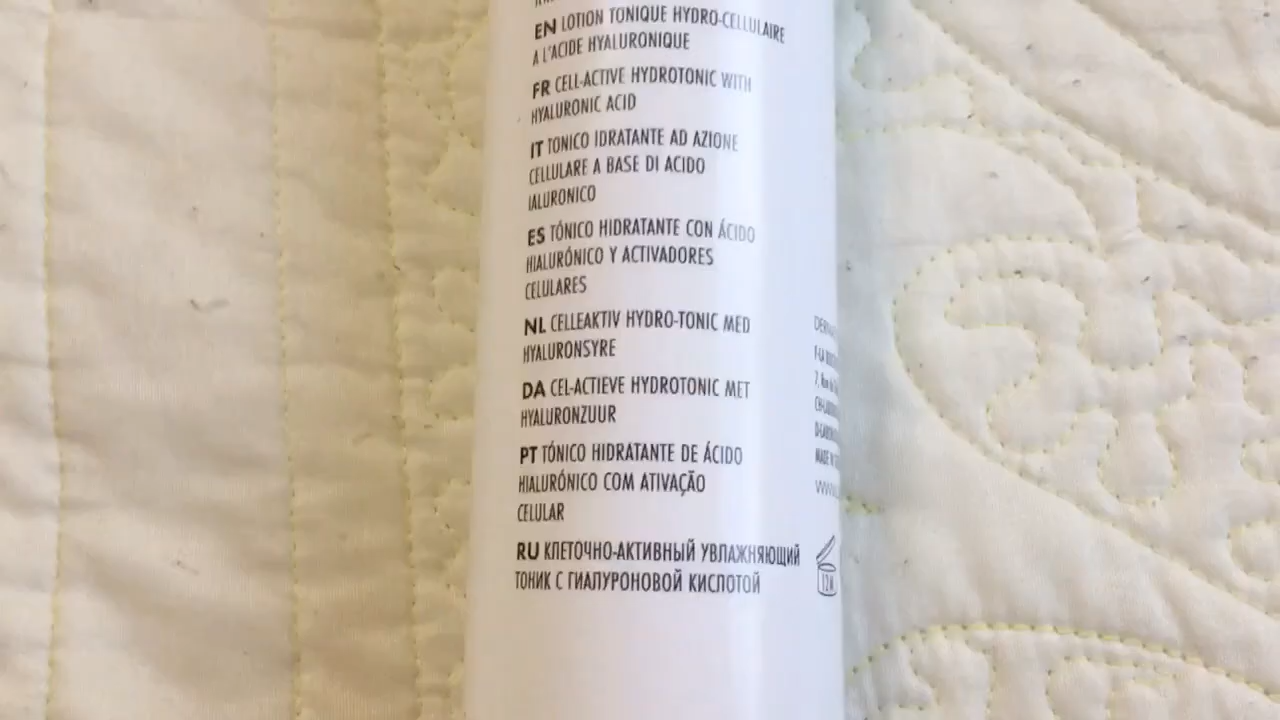 EN LOTION TONIQUE HYDRO-CELLULAIRE
A L'ACIDE HYALURONIQUE
FR CELL-ACTIVE HYDROTONIC WITH
HYALURONIC ACID
IT TONICO IDRATANTE AD AZIONE
CELLULARE A BASE DI ACIDO
IALURONICO
ES TÓNICO HIDRATANTE CON ÁCIDO
HIALURÓNICO Y ACTIVADORES
CELULARES
NL CELLEAKTIV HYDRO-TONIC MED
HYALURONSYRE
DA CEL-ACTIEVE HYDROTONIC MET
HYALURONZUUR
PT TÓNICO HIDRATANTE DE ÁCIDO
HIALURÓNICO COM ATIVAÇÃO
CELULAR
RU КЛЕТОЧНО-АКТИВНЫЙ УВЛАЖНЯЮЩИЙ
ТОНИК С ГИАЛУРОНОВОЙ КИСЛОТОЙ
12M
MADE IN